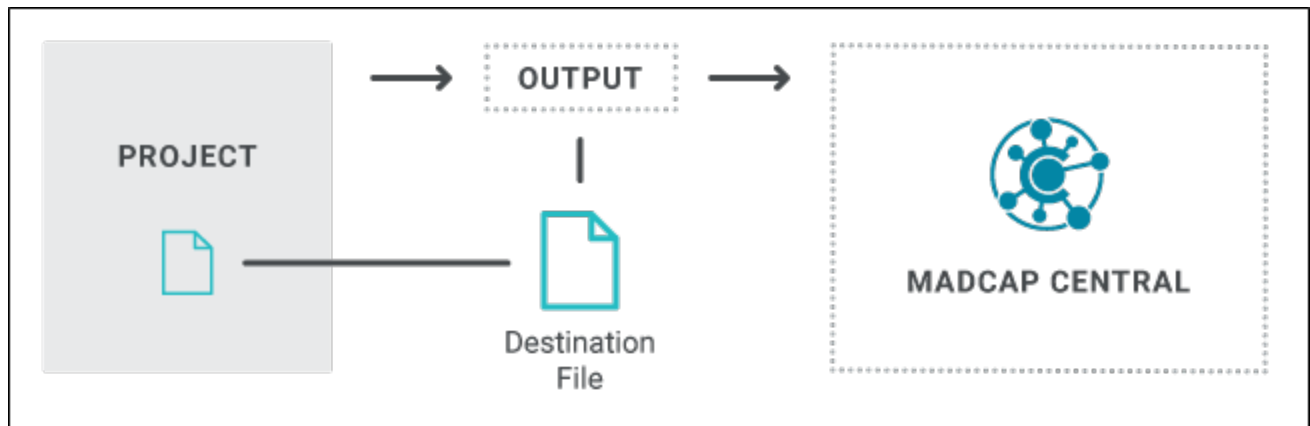 OUTPUT
PROJECT
MADCAP CENTRAL
Destination
File